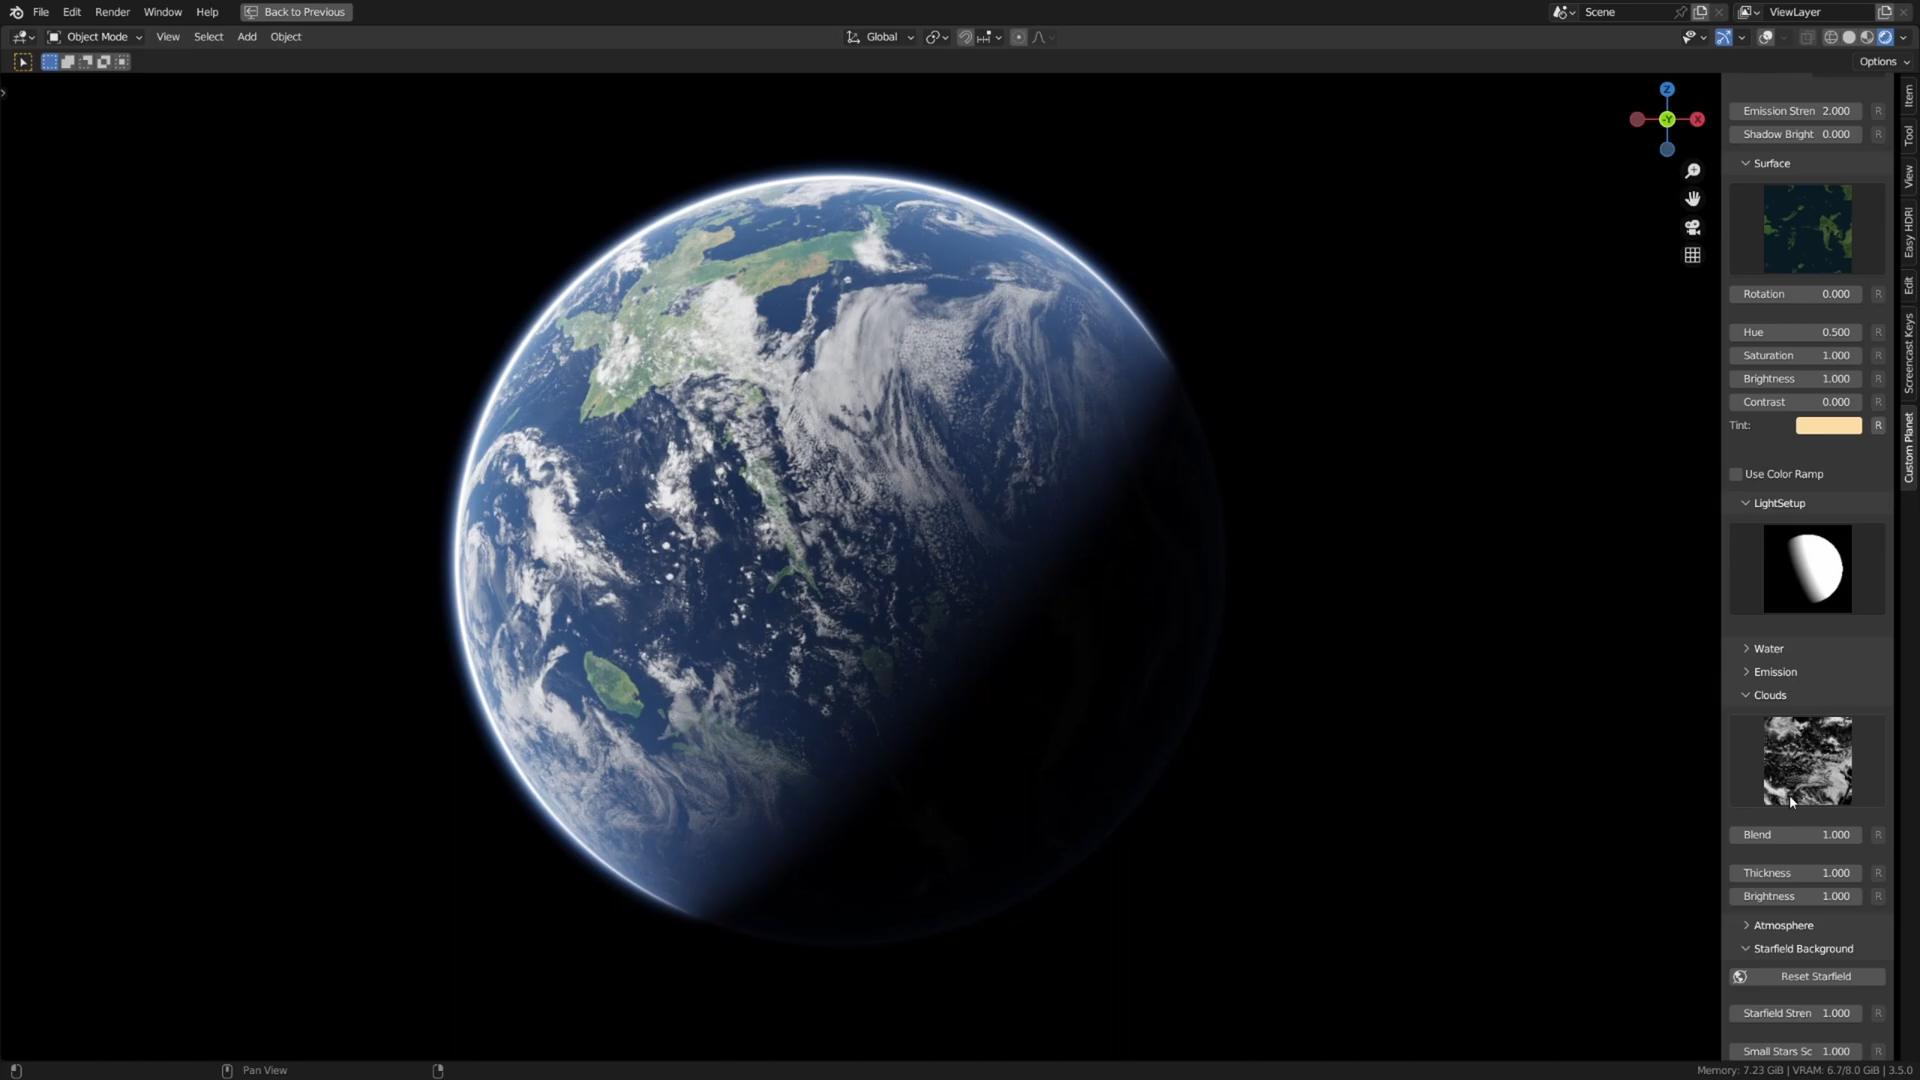 File Edit Render Window Help Back to Previous Scene ViewLayer
Object Mode View Select Add Object Global
Options
Z
-Y X
Item
Tool
View
Easy HDRI
Edit
Screencast Keys
Custom Planet
Emission Stren 2.000 R
Shadow Bright 0.000 R
Surface
Rotation 0.000 R
Hue 0.500 R
Saturation 1.000 R
Brightness 1.000 R
Contrast 0.000 R
Tint: R
Use Color Ramp
LightSetup
Water
Emission
Clouds
Blend 1.000 R
Thickness 1.000 R
Brightness 1.000 R
Atmosphere
Starfield Background
Reset Starfield
Starfield Stren 1.000 R
Small Stars Sc 1.000 R
Pan View Memory: 7.23 GiB | VRAM: 6.7/8.0 GiB | 3.5.0